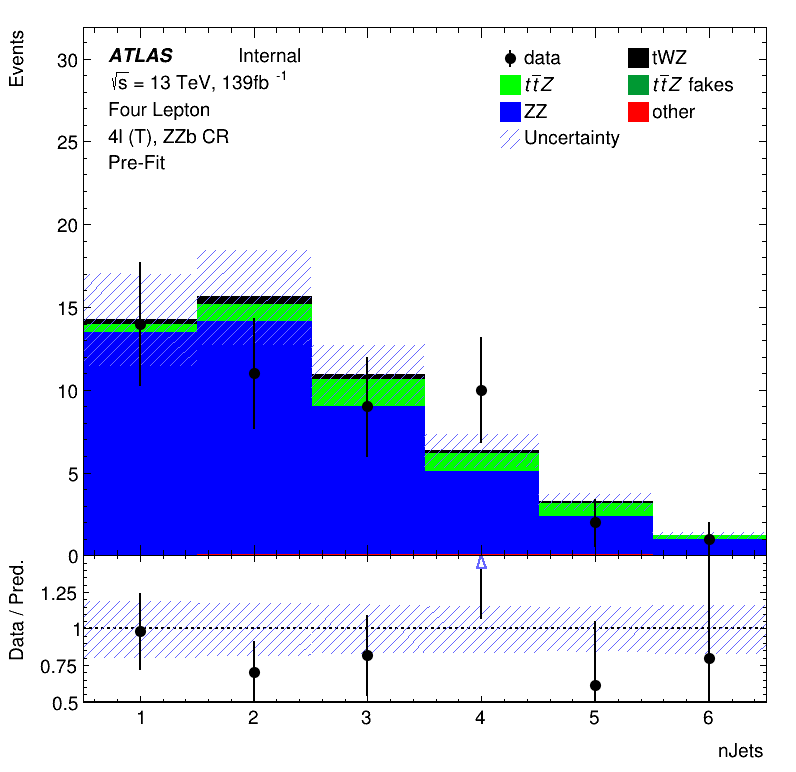 Events
30
25
20
15
10
5
0
ATLAS Internal
√s = 13 TeV, 139fb -1
Four Lepton
4l (T), ZZb CR
Pre-Fit
data tWZ
tt̄Z tt̄Z fakes
ZZ other
Uncertainty
Data / Pred.
1.25
1
0.75
0.5
1 2 3 4 5 6
nJets